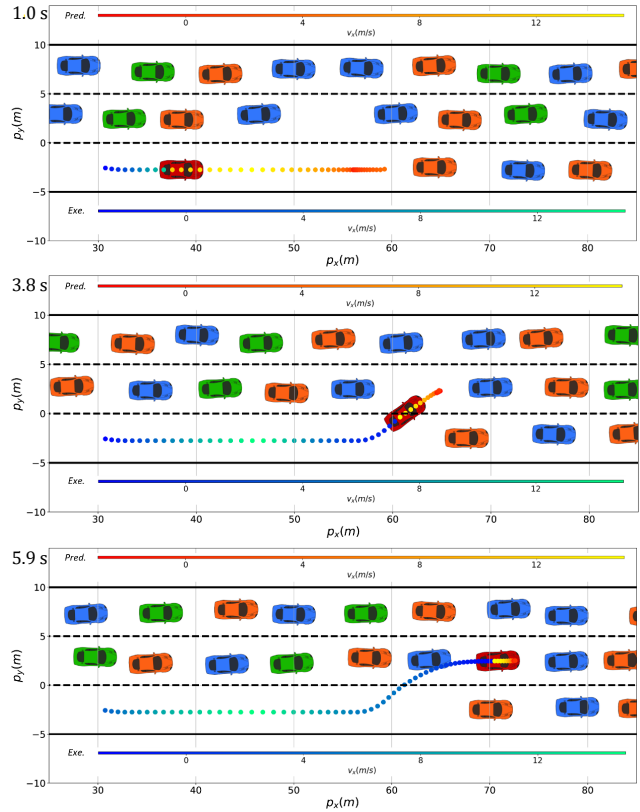 1.0 s
Pred.
0 4 8 12
v_x(m/s)
10
5
0
−5
−10
p_y(m)
Exe.
0 4 8 12
v_x(m/s)
30 40 50 60 70 80
p_x(m)
3.8 s
Pred.
0 4 8 12
v_x(m/s)
10
5
0
−5
−10
p_y(m)
Exe.
0 4 8 12
v_x(m/s)
30 40 50 60 70 80
p_x(m)
5.9 s
Pred.
0 4 8 12
v_x(m/s)
10
5
0
−5
−10
p_y(m)
Exe.
0 4 8 12
v_x(m/s)
30 40 50 60 70 80
p_x(m)